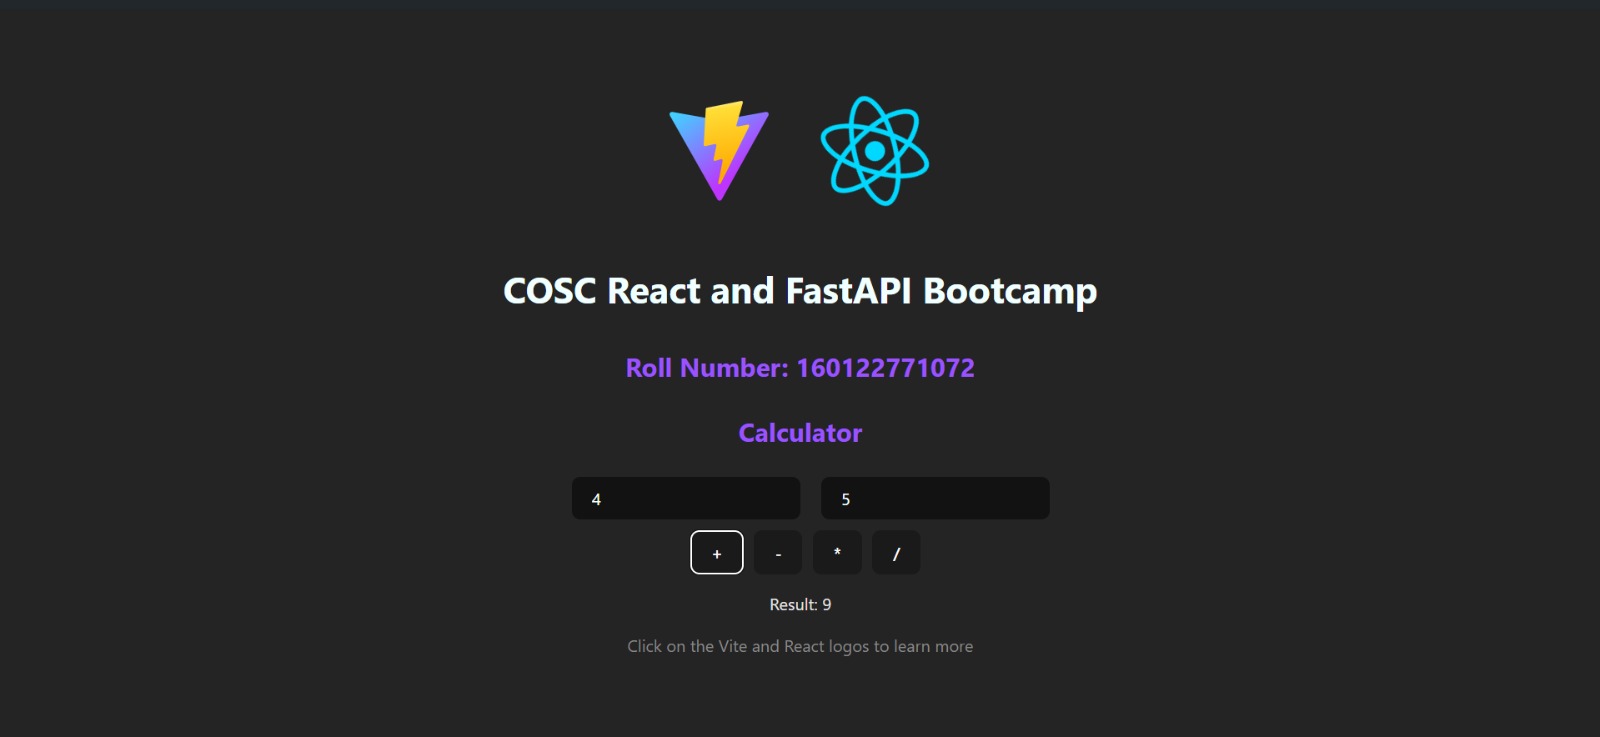 COSC React and FastAPI Bootcamp
Roll Number: 160122771072
Calculator
4 5
+ - * /
Result: 9
Click on the Vite and React logos to learn more